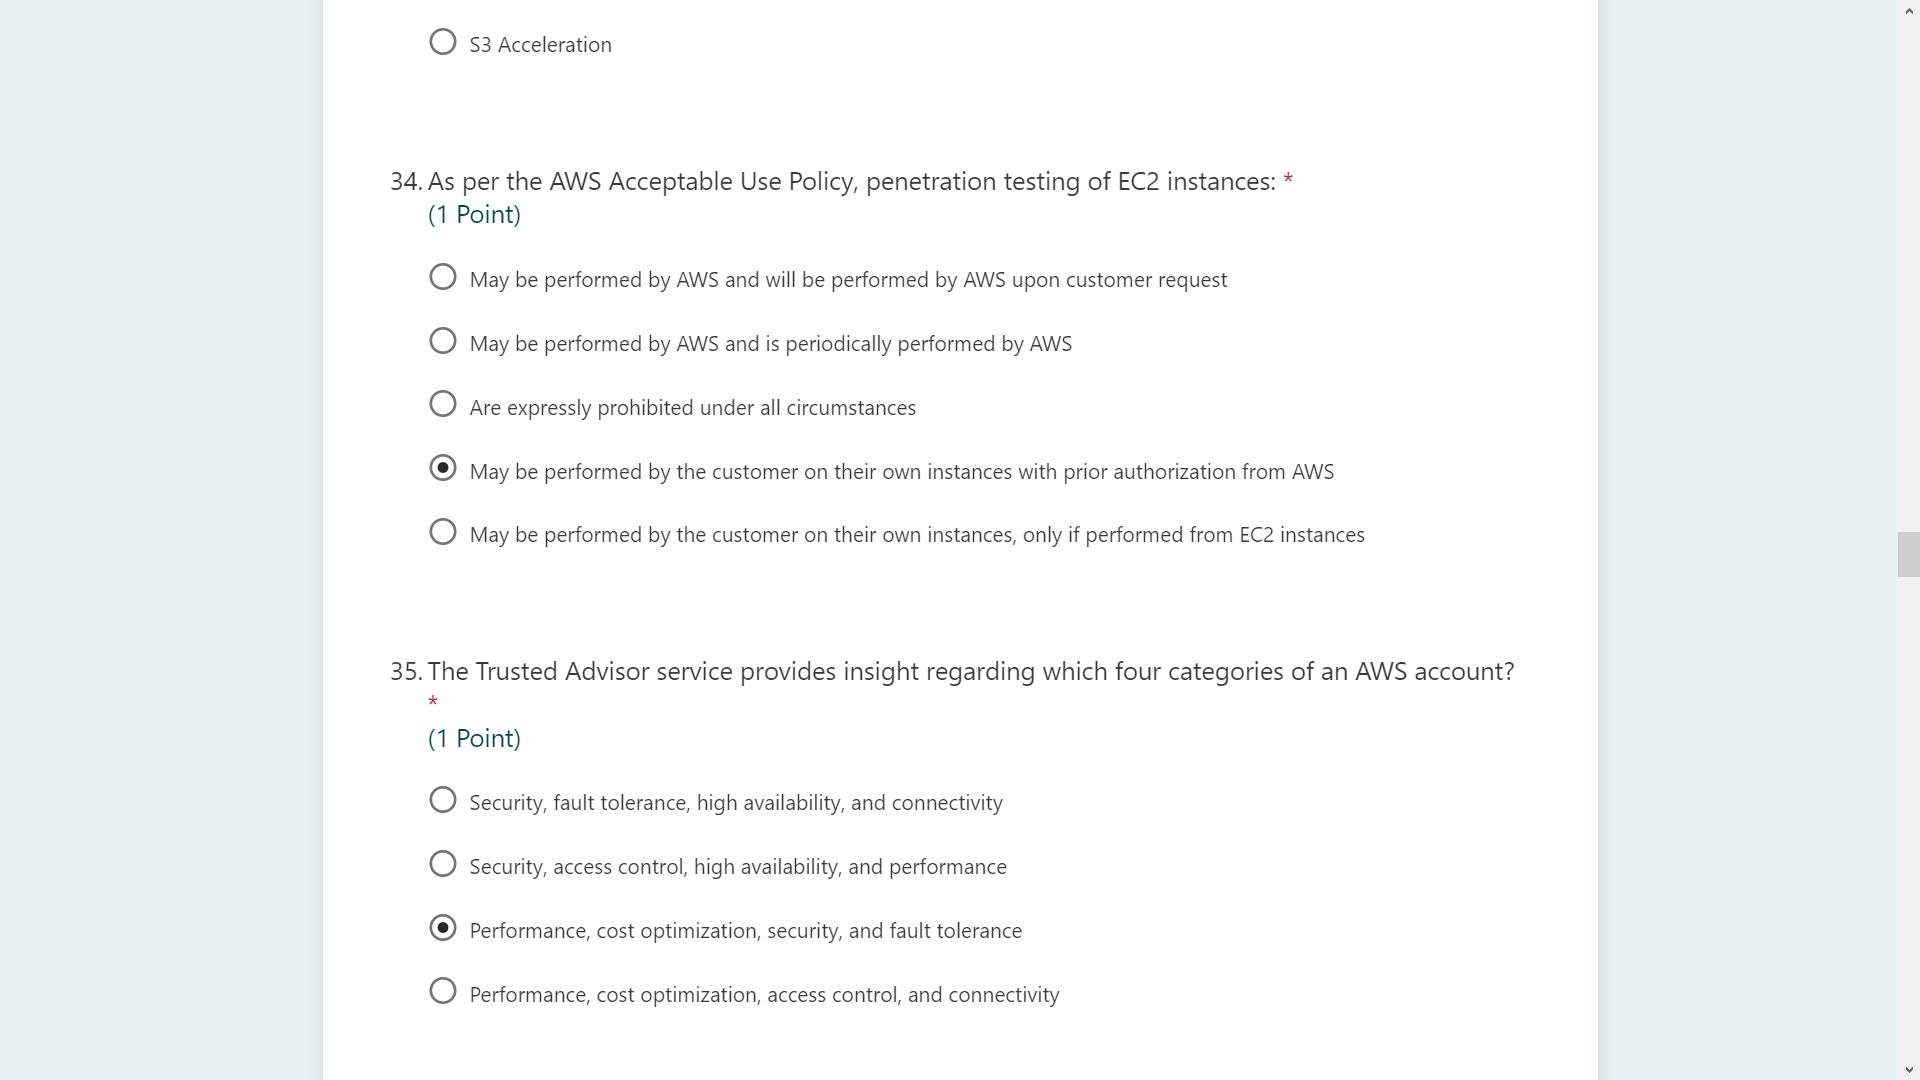 S3 Acceleration
34. As per the AWS Acceptable Use Policy, penetration testing of EC2 instances: *
(1 Point)
May be performed by AWS and will be performed by AWS upon customer request
May be performed by AWS and is periodically performed by AWS
Are expressly prohibited under all circumstances
May be performed by the customer on their own instances with prior authorization from AWS
May be performed by the customer on their own instances, only if performed from EC2 instances
35. The Trusted Advisor service provides insight regarding which four categories of an AWS account?
*
(1 Point)
Security, fault tolerance, high availability, and connectivity
Security, access control, high availability, and performance
Performance, cost optimization, security, and fault tolerance
Performance, cost optimization, access control, and connectivity